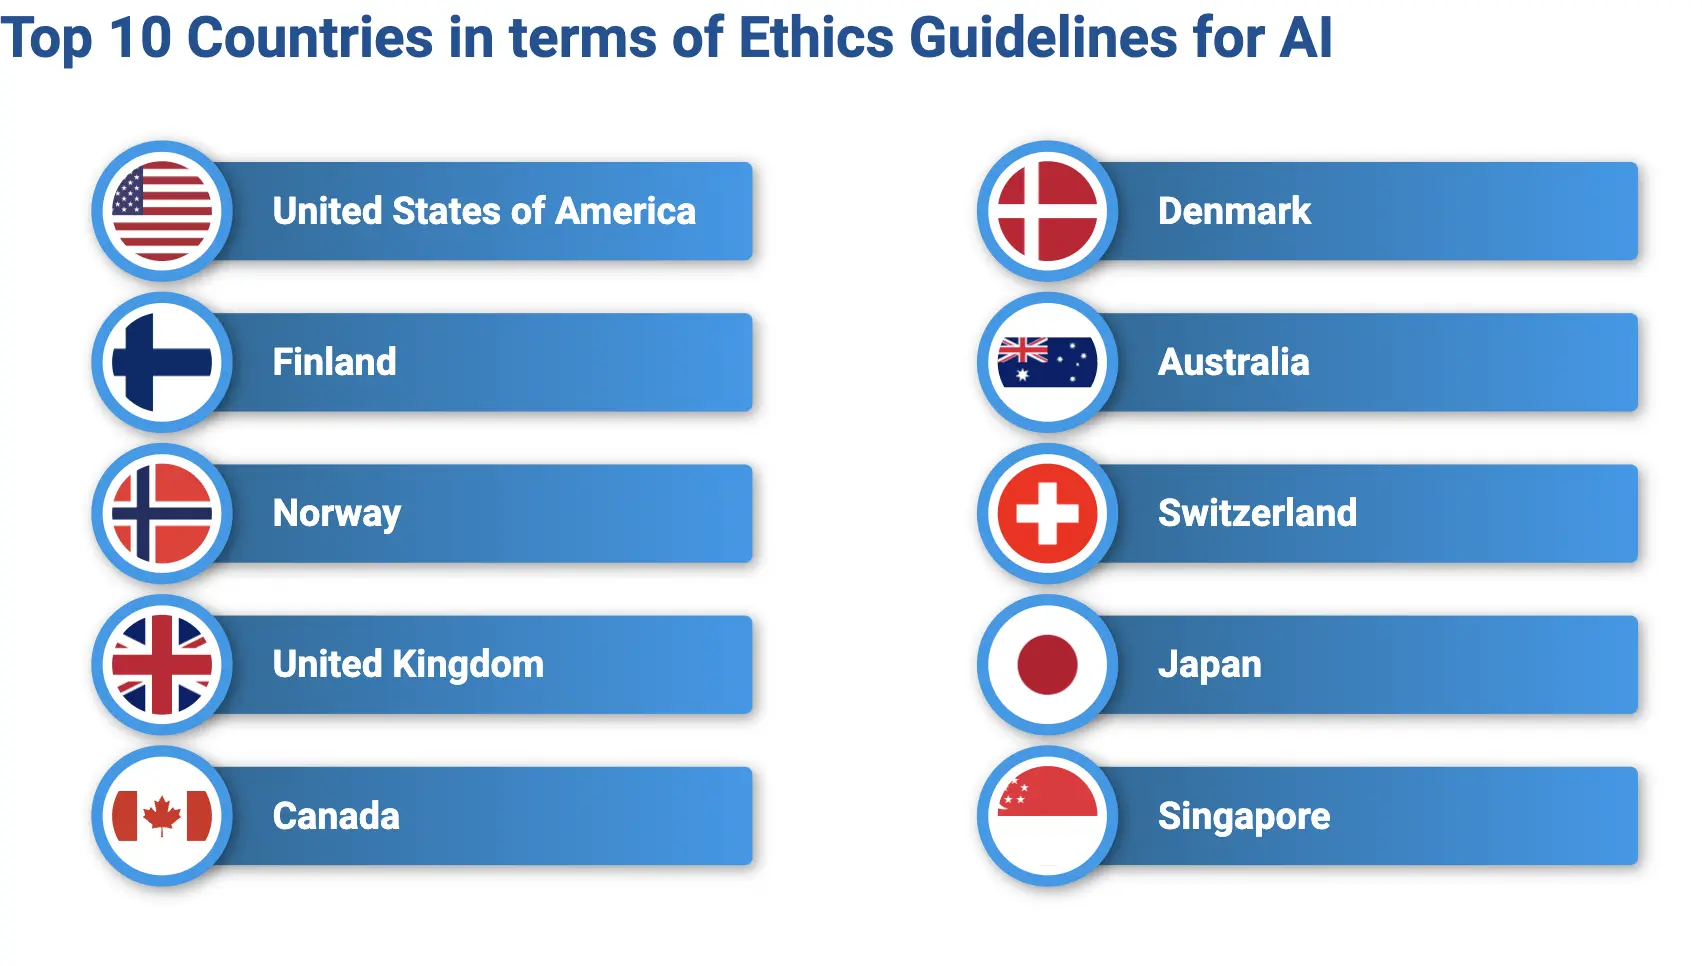 Top 10 Countries in terms of Ethics Guidelines for AI
United States of America
Finland
Norway
United Kingdom
Canada
Denmark
Australia
Switzerland
Japan
Singapore